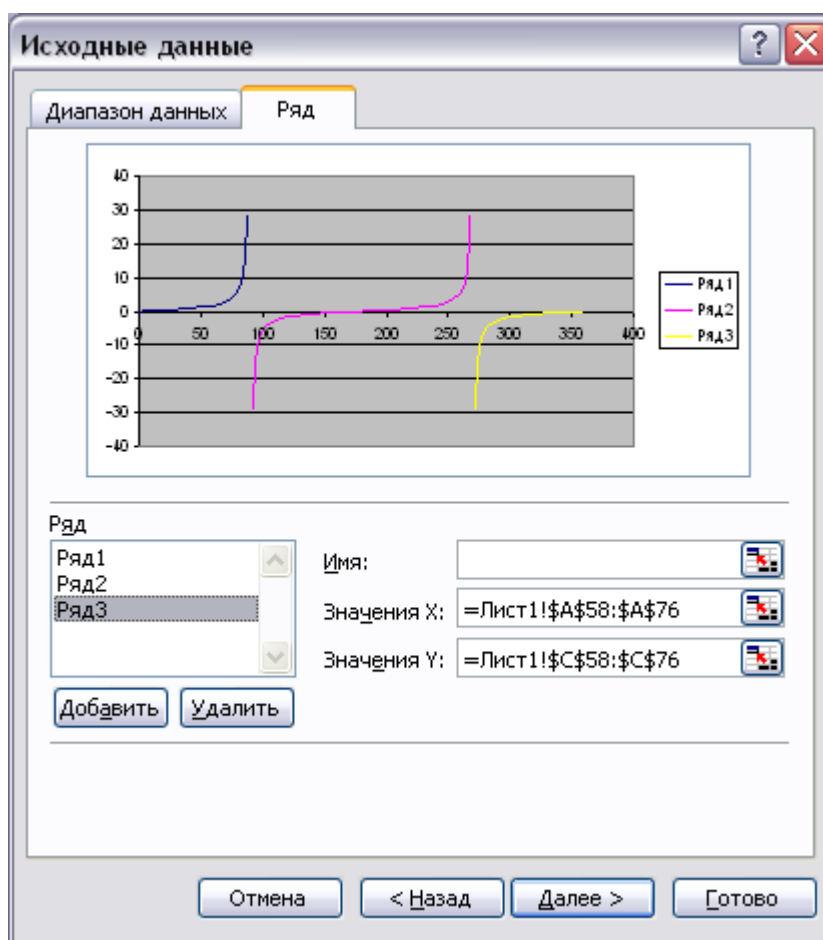 Исходные данные
Диапазон данных Ряд
40
30
20
10
0
-10
-20
-30
-40
0 50 100 150 200 250 300 350 400
Ряд1
Ряд2
Ряд3
Ряд
Ряд1
Ряд2
Ряд3
Имя:
Значения X: =Лист1!$A$58:$A$76
Значения Y: =Лист1!$C$58:$C$76
Добавить Удалить
Отмена < Назад Далее > Готово